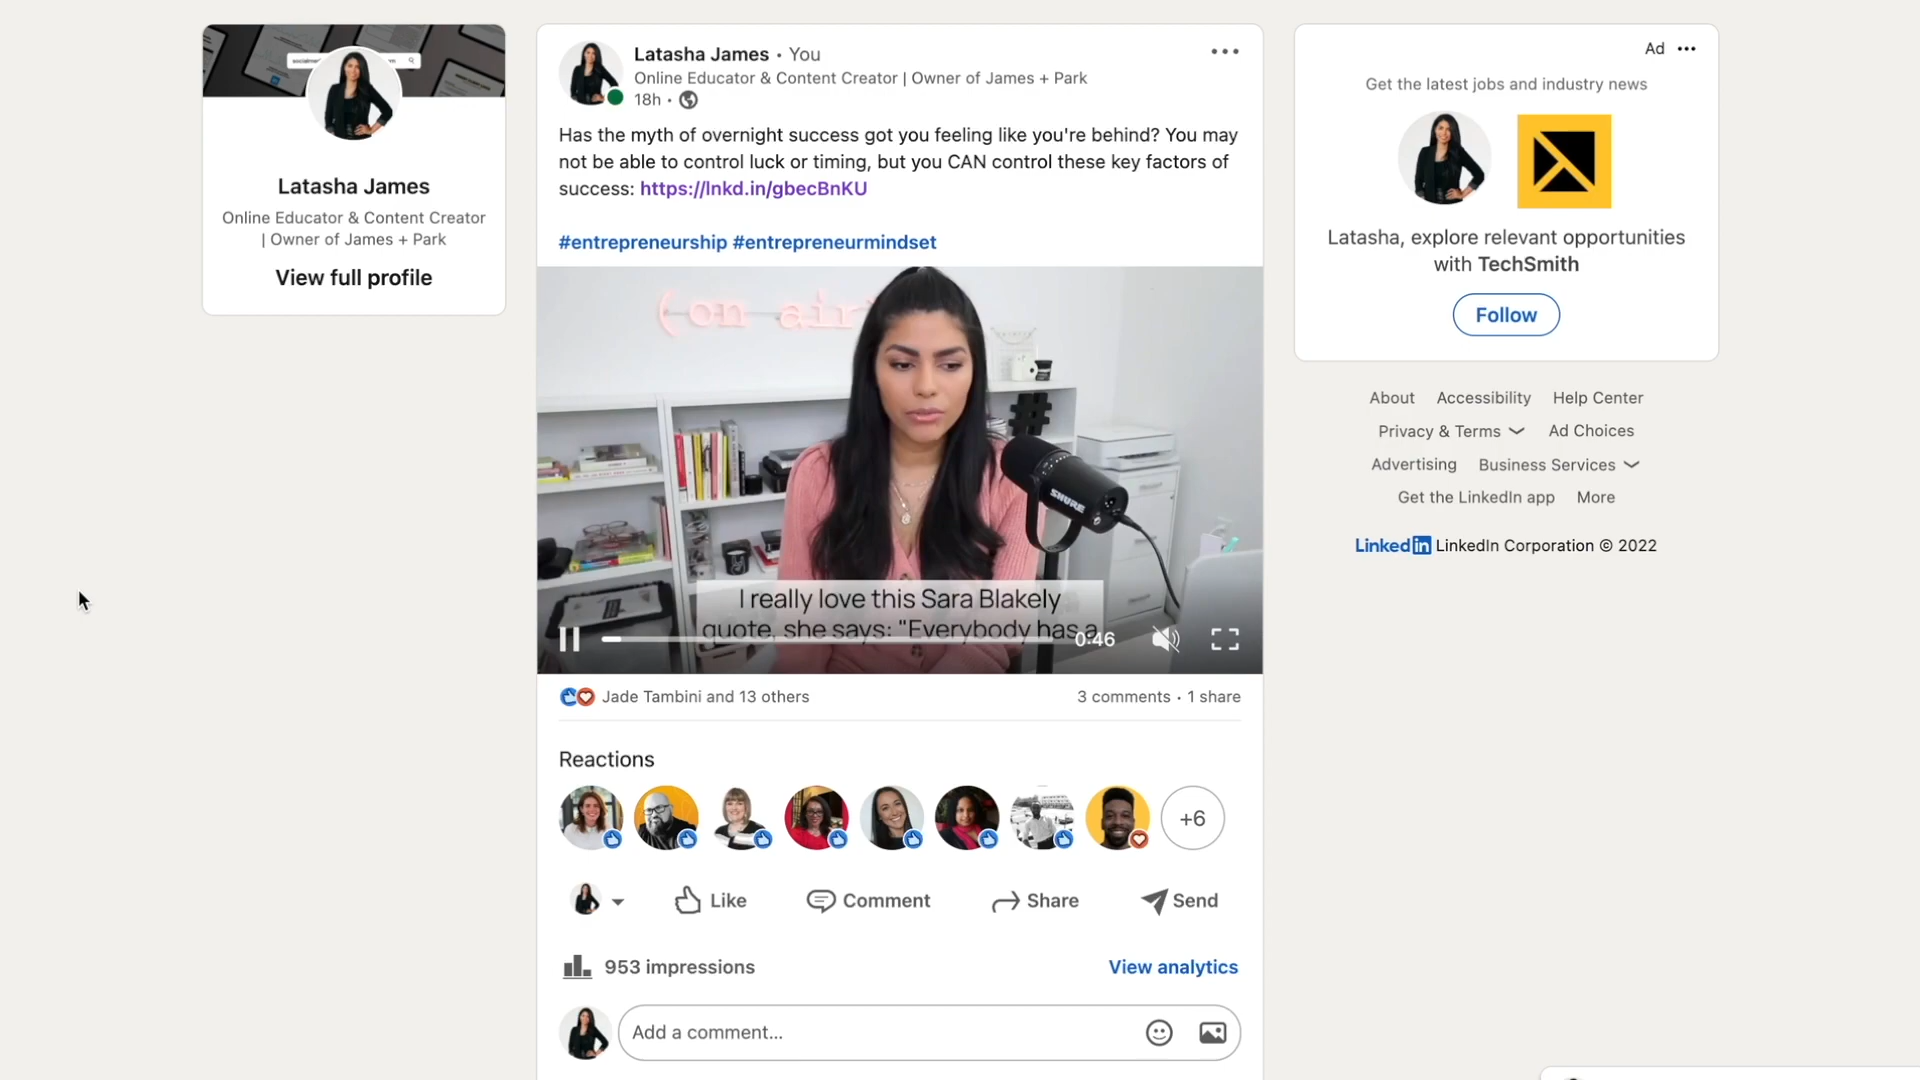 Latasha James
Online Educator & Content Creator
| Owner of James + Park
View full profile
Latasha James • You
Online Educator & Content Creator | Owner of James + Park
18h •
Has the myth of overnight success got you feeling like you're behind? You may
not be able to control luck or timing, but you CAN control these key factors of
success: https://lnkd.in/gbecBnKU
#entrepreneurship #entrepreneurmindset
(on air)
SHURE
I really love this Sara Blakely
quote, she says: "Everybody has a
0:46
Jade Tambini and 13 others
3 comments • 1 share
Reactions
+6
Like
Comment
Share
Send
953 impressions
View analytics
Add a comment...
Ad
Get the latest jobs and industry news
Latasha, explore relevant opportunities
with TechSmith
Follow
About Accessibility Help Center
Privacy & Terms Ad Choices
Advertising Business Services
Get the LinkedIn app More
Linked in LinkedIn Corporation © 2022